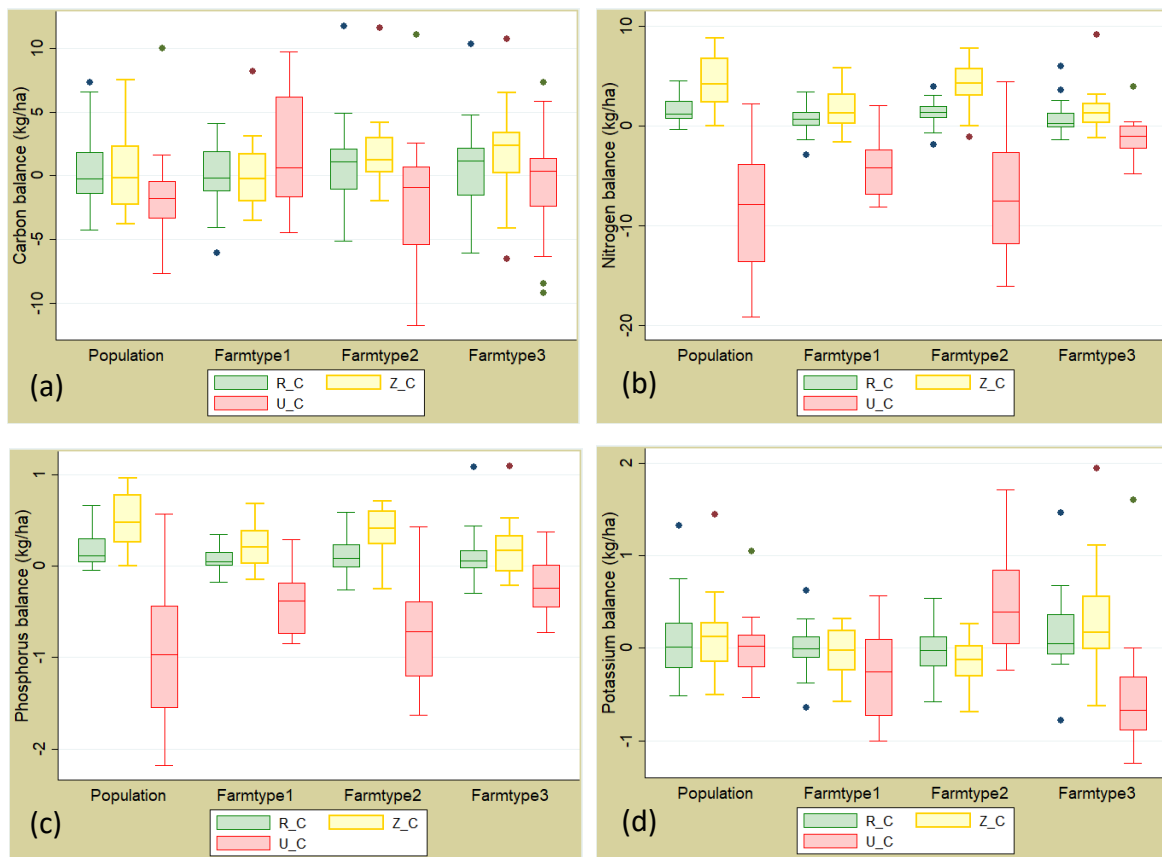 Carbon balance (kg/ha)
10
5
0
-5
-10
Population Farmtype1 Farmtype2 Farmtype3
(a)
R_C Z_C
U_C
Nitrogen balance (kg/ha)
10
0
-10
-20
Population Farmtype1 Farmtype2 Farmtype3
(b)
R_C Z_C
U_C
Phosphorus balance (kg/ha)
1
0
-1
-2
Population Farmtype1 Farmtype2 Farmtype3
(c)
R_C Z_C
U_C
Potassium balance (kg/ha)
2
1
0
-1
Population Farmtype1 Farmtype2 Farmtype3
(d)
R_C Z_C
U_C